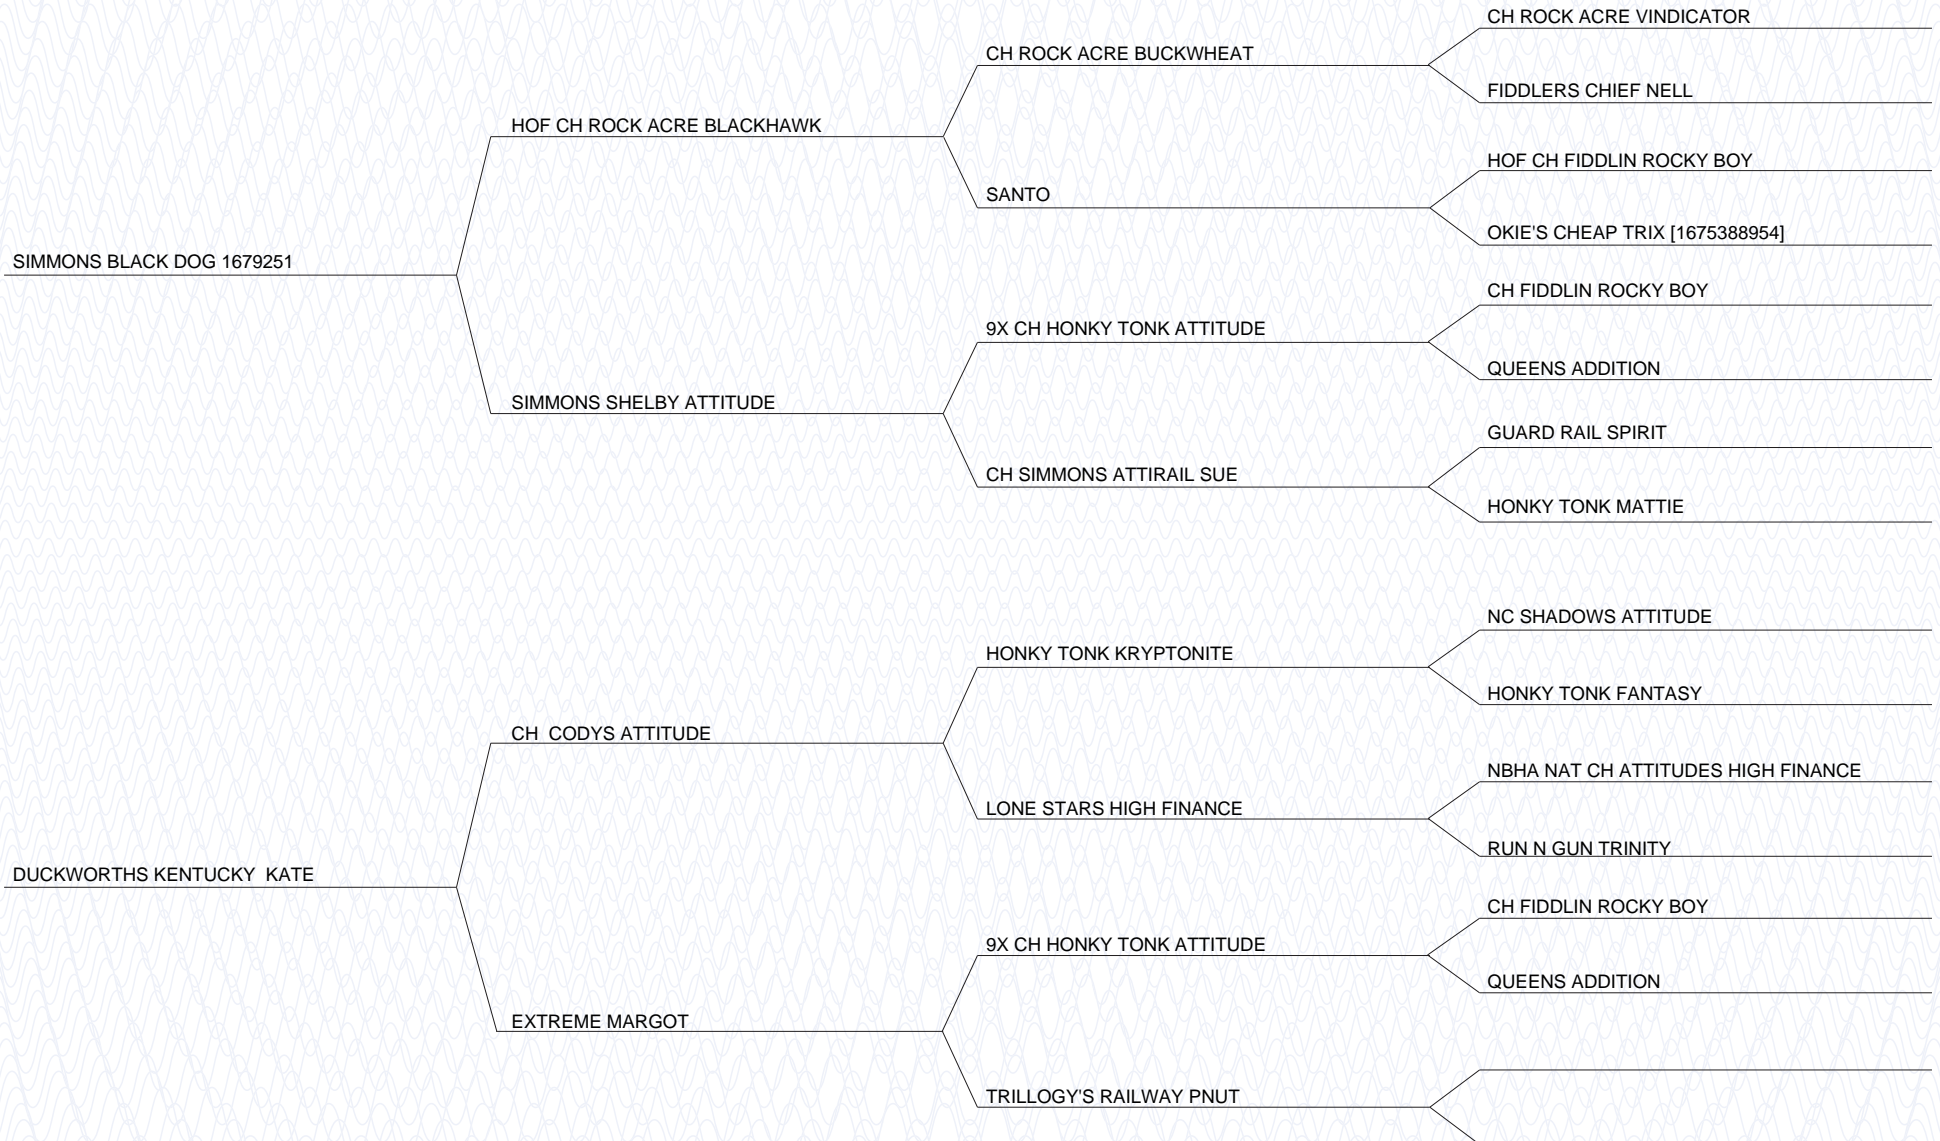 CH ROCK ACRE VINDICATOR
CH ROCK ACRE BUCKWHEAT
FIDDLERS CHIEF NELL
HOF CH ROCK ACRE BLACKHAWK
HOF CH FIDDLIN ROCKY BOY
SANTO
OKIE'S CHEAP TRIX [1675388954]
SIMMONS BLACK DOG 1679251
CH FIDDLIN ROCKY BOY
9X CH HONKY TONK ATTITUDE
QUEENS ADDITION
SIMMONS SHELBY ATTITUDE
GUARD RAIL SPIRIT
CH SIMMONS ATTIRAIL SUE
HONKY TONK MATTIE
NC SHADOWS ATTITUDE
HONKY TONK KRYPTONITE
HONKY TONK FANTASY
CH  CODYS ATTITUDE
NBHA NAT CH ATTITUDES HIGH FINANCE
LONE STARS HIGH FINANCE
RUN N GUN TRINITY
DUCKWORTHS KENTUCKY  KATE
CH FIDDLIN ROCKY BOY
9X CH HONKY TONK ATTITUDE
QUEENS ADDITION
EXTREME MARGOT
TRILLOGY'S RAILWAY PNUT